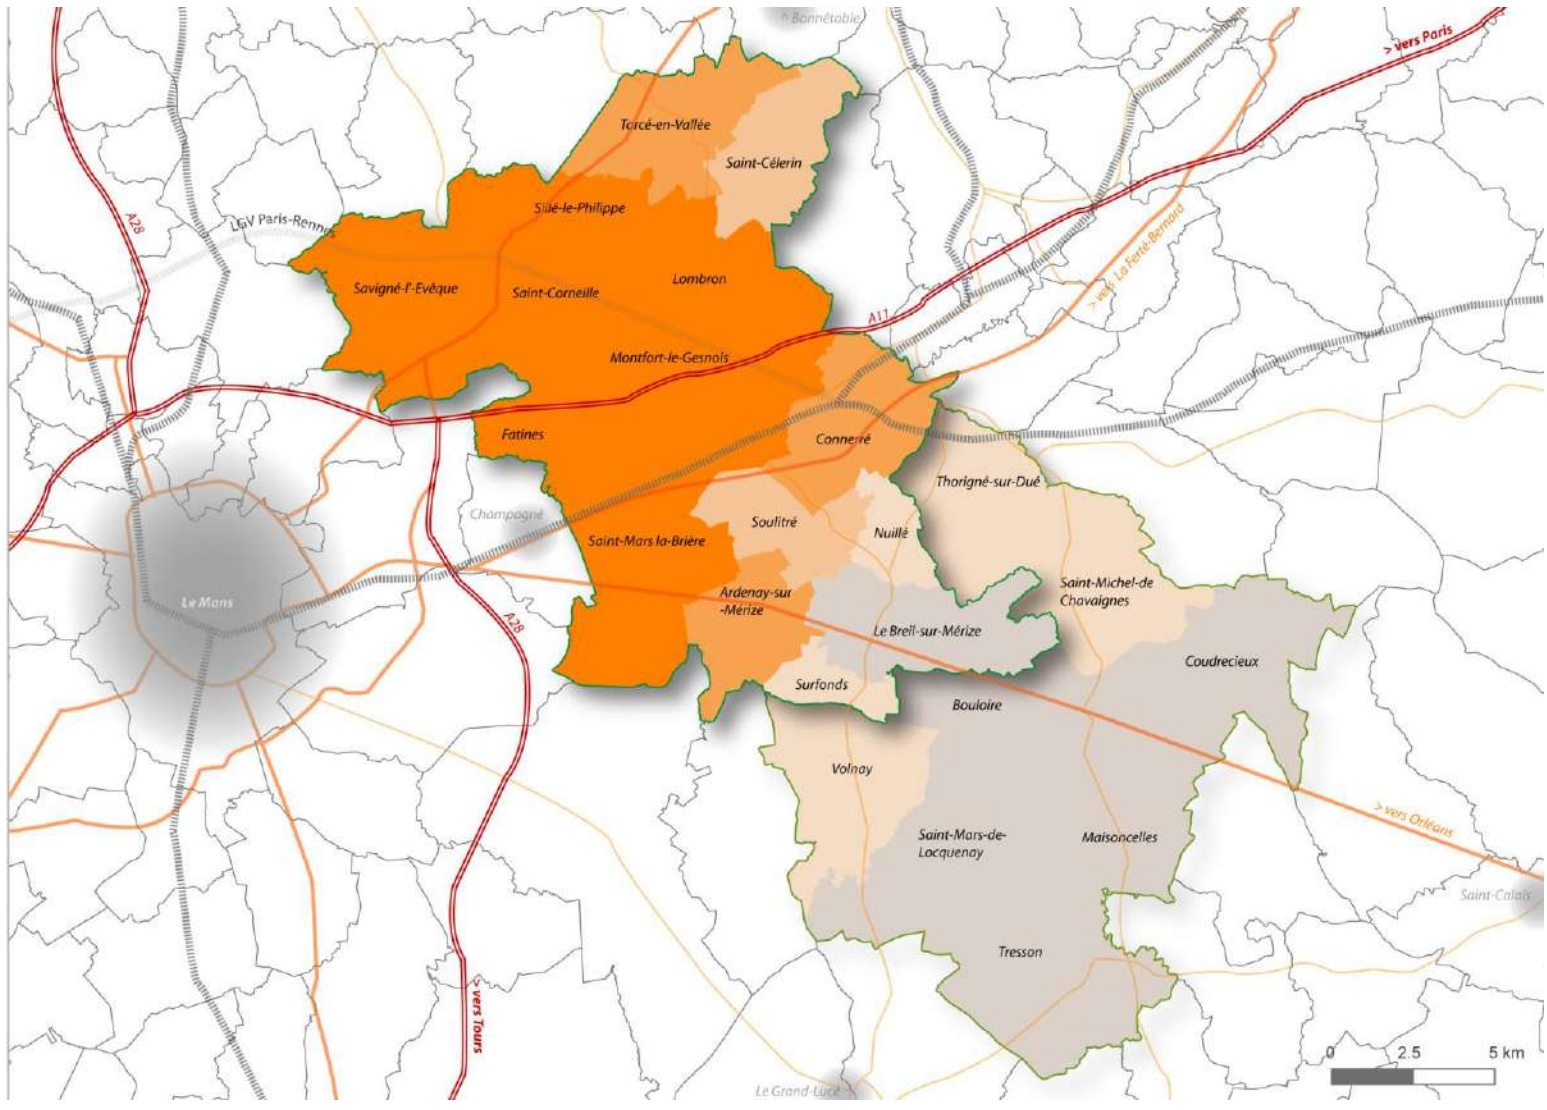 Bonnétable
> vers Paris
Torcé-en-Vallée
Saint-Célerin
A28
LGV Paris-Rennes
Sillé-le-Philippe
> vers La Ferté-Bernard
Savigné-l'-Evêque
Saint-Corneille
Lombron
A11
Montfort-le-Gesnois
Fatines
Connerré
Thorigné-sur-Dué
Champagné
Soulitré
Nuillé
Saint-Mars la-Brière
Le Mans
Ardenay-sur
-Mérize
Saint-Michel-de
Chavaignes
A28
Le Breil-sur-Mérize
Coudrecieux
Surfonds
Bouloire
Volnay
> vers Orléans
Saint-Mars-de-
Locquenay
Maisoncelles
Saint-Calais
Tresson
> vers Tours
0 2.5 5 km
Le Grand-Lucé